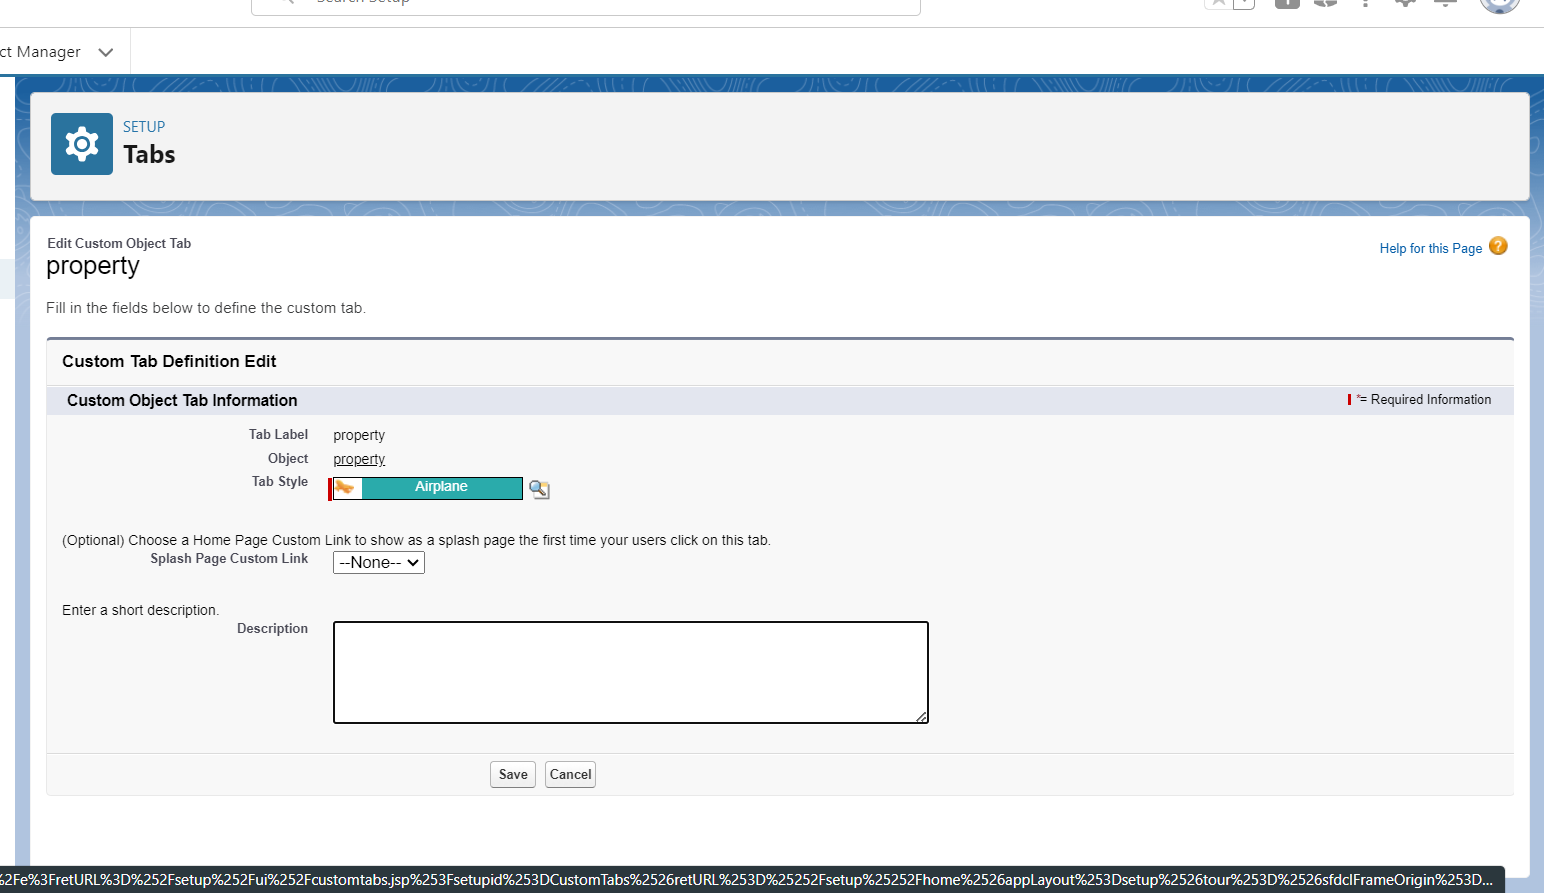 ct Manager
SETUP
Tabs
Edit Custom Object Tab
property
Help for this Page
Fill in the fields below to define the custom tab.
Custom Tab Definition Edit
Custom Object Tab Information
*= Required Information
Tab Label property
Object property
Tab Style Airplane
(Optional) Choose a Home Page Custom Link to show as a splash page the first time your users click on this tab.
Splash Page Custom Link --None--
Enter a short description.
Description
Save Cancel
%2Fe%3FretURL%3D%252Fsetup%252Fui%252Fcustomtabs.jsp%253Fsetupid%253DCustomTabs%2526retURL%253D%25252Fsetup%25252Fhome%2526appLayout%253Dsetup%2526tour%253D%2526sfdcIFrameOrigin%253D...